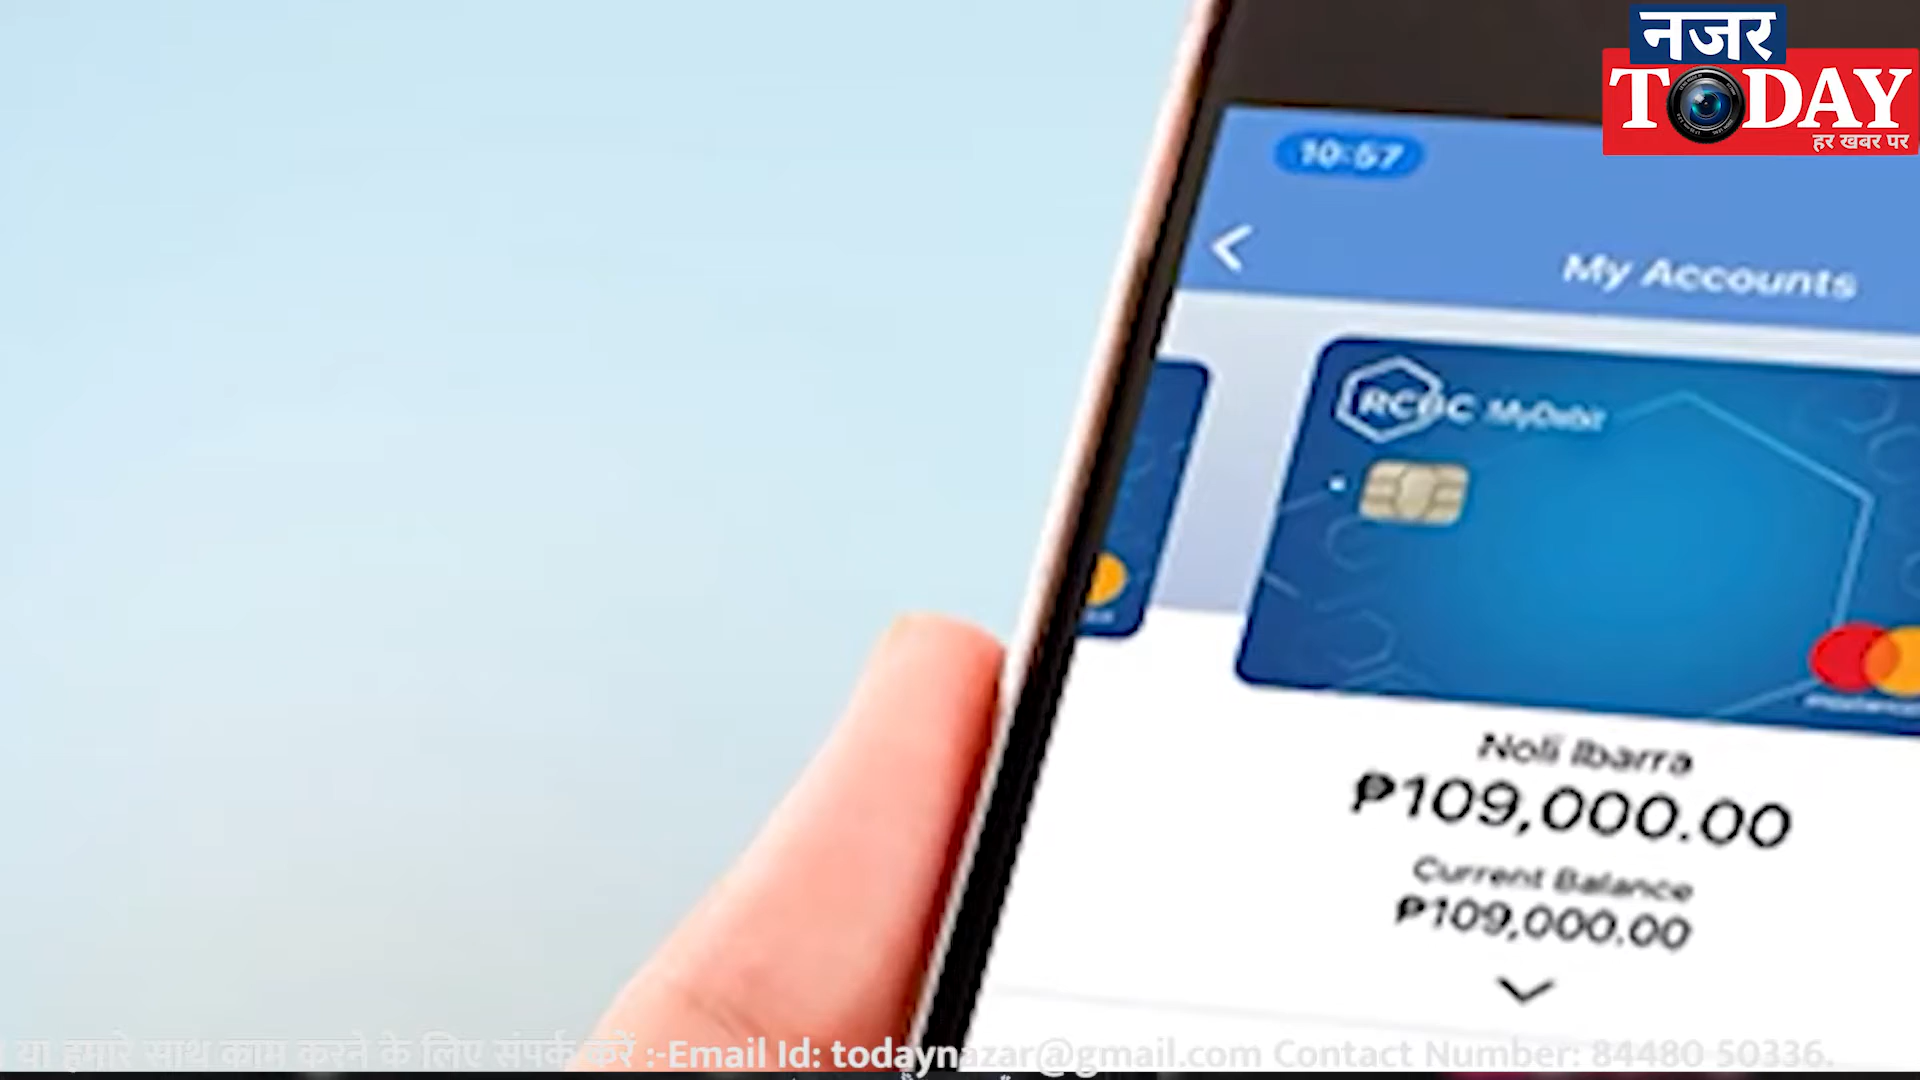 नजर
TODAY
हर खबर पर
10:57
My Accounts
RCBC MyDebit
Noli Ibarra
₱109,000.00
Current Balance
₱109,000.00
या हमारे साथ काम करने के लिए संपर्क करें :-Email Id: todaynazar@gmail.com Contact Number: 84480 50336.